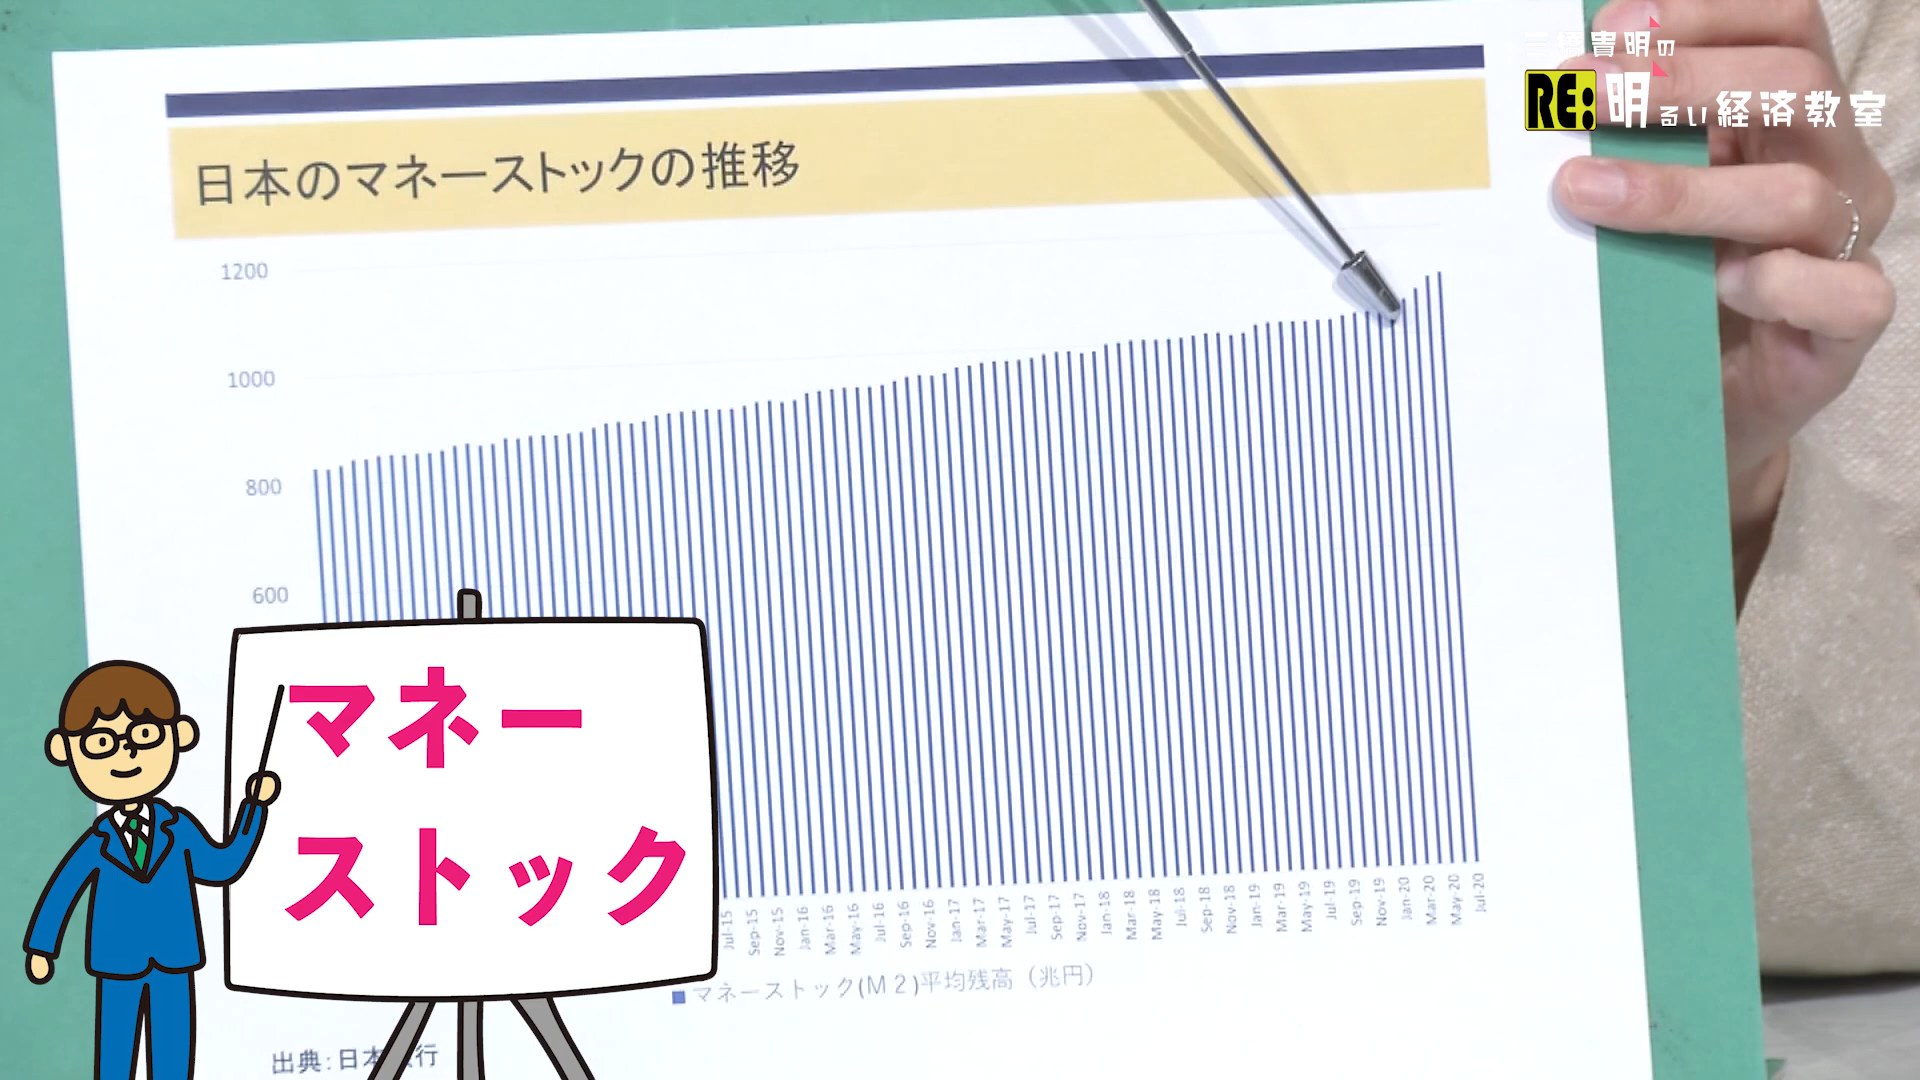 三橋貴明の
RE:明るい経済教室
日本のマネーストックの推移
1200
1000
800
600
マネー
ストック
Jul-15
Sep-15
Nov-15
Jan-16
Mar-16
May-16
Jul-16
Sep-16
Nov-16
Jan-17
Mar-17
May-17
Jul-17
Sep-17
Nov-17
Jan-18
Mar-18
May-18
Jul-18
Sep-18
Nov-18
Jan-19
Mar-19
May-19
Jul-19
Sep-19
Nov-19
Jan-20
Mar-20
May-20
Jul-20
マネーストック(M２)平均残高（兆円）
出典：日本銀行